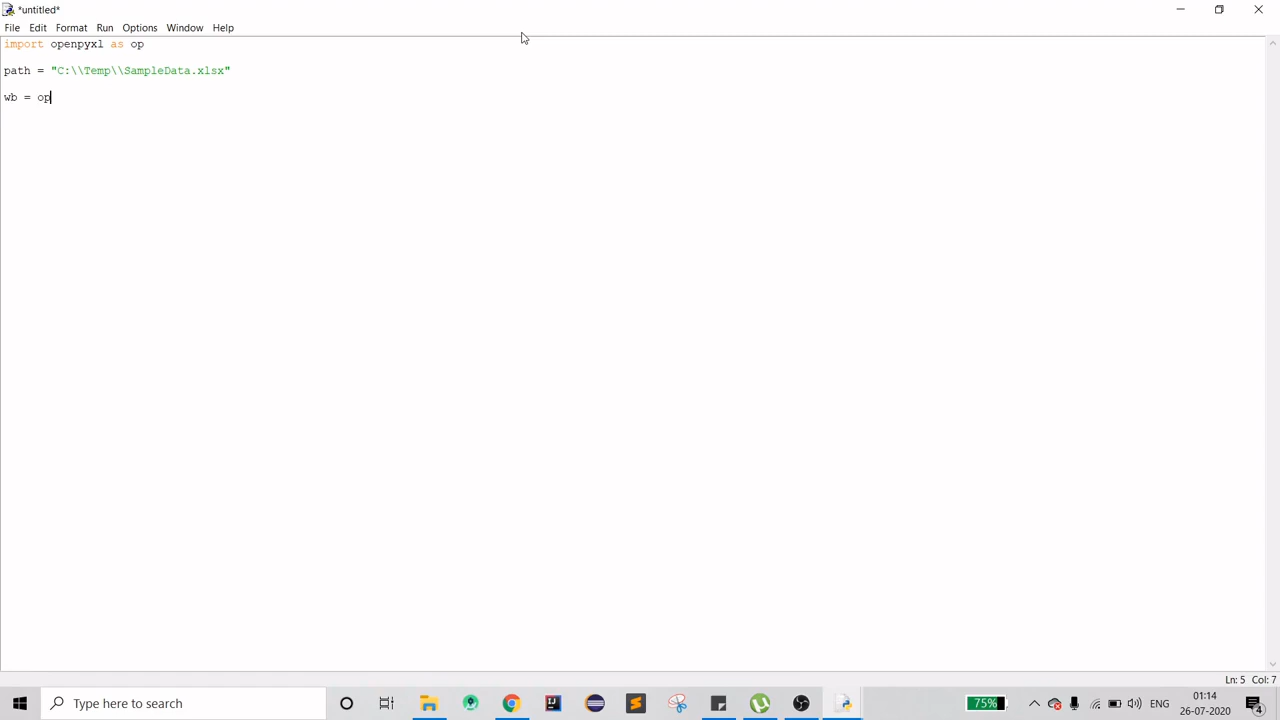 *untitled*
File Edit Format Run Options Window Help
import openpyxl as op
path = "C:\\Temp\\SampleData.xlsx"
wb = op
Ln: 5 Col: 7
Type here to search
75%
ENG
01:14
26-07-2020
4